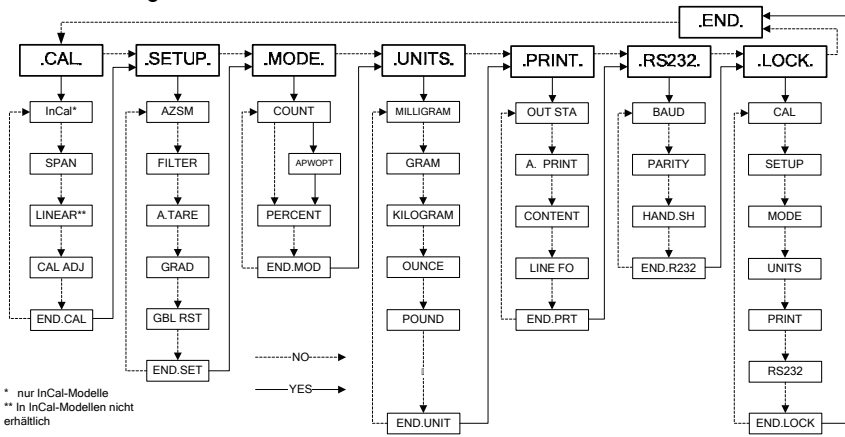 .END.
.CAL. .SETUP. .MODE. .UNITS. .PRINT. .RS232. .LOCK.
InCal* AZSM COUNT MILLIGRAM OUT STA BAUD CAL
SPAN FILTER APWOPT GRAM A. PRINT PARITY SETUP
LINEAR** A.TARE PERCENT KILOGRAM CONTENT HAND.SH MODE
CAL ADJ GRAD END.MOD OUNCE LINE FO END.R232 UNITS
END.CAL GBL RST POUND END.PRT PRINT
END.SET NO RS232
YES
END.UNIT END.LOCK
* nur InCal-Modelle
** In InCal-Modellen nicht
erhältlich